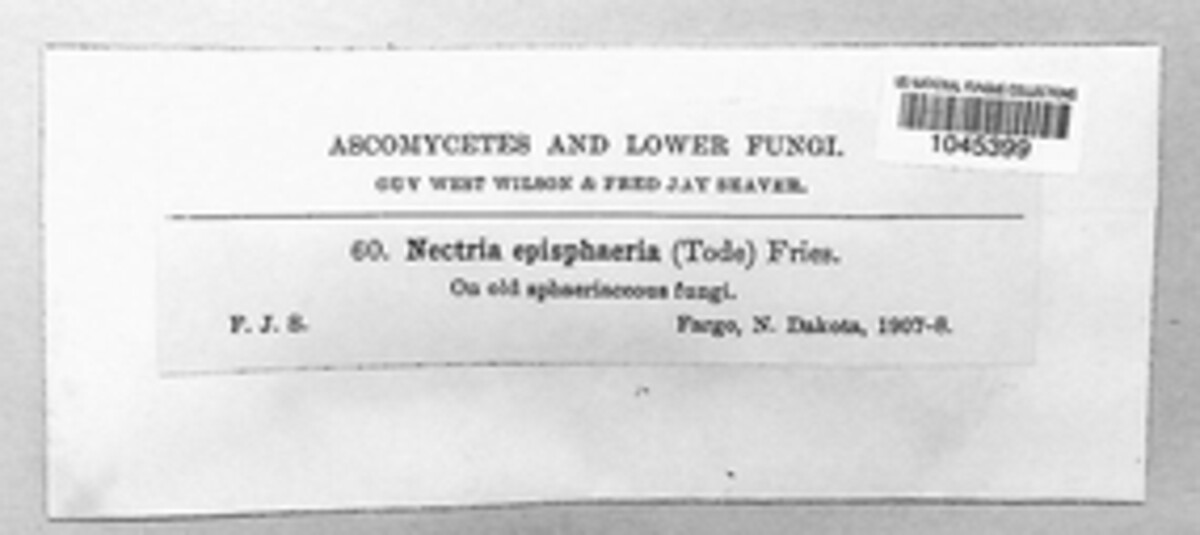 US NATIONAL FUNGUS COLLECTIONS
1045399
ASCOMYCETES AND LOWER FUNGI.
GUY WEST WILSON & FRED JAY SEAVER.
60. Nectria episphaeria (Tode) Fries.
On old sphaeriaceous fungi.
F. J. S.
Fargo, N. Dakota, 1907-8.